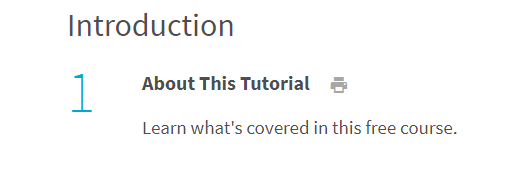 Introduction
1
About This Tutorial
Learn what's covered in this free course.